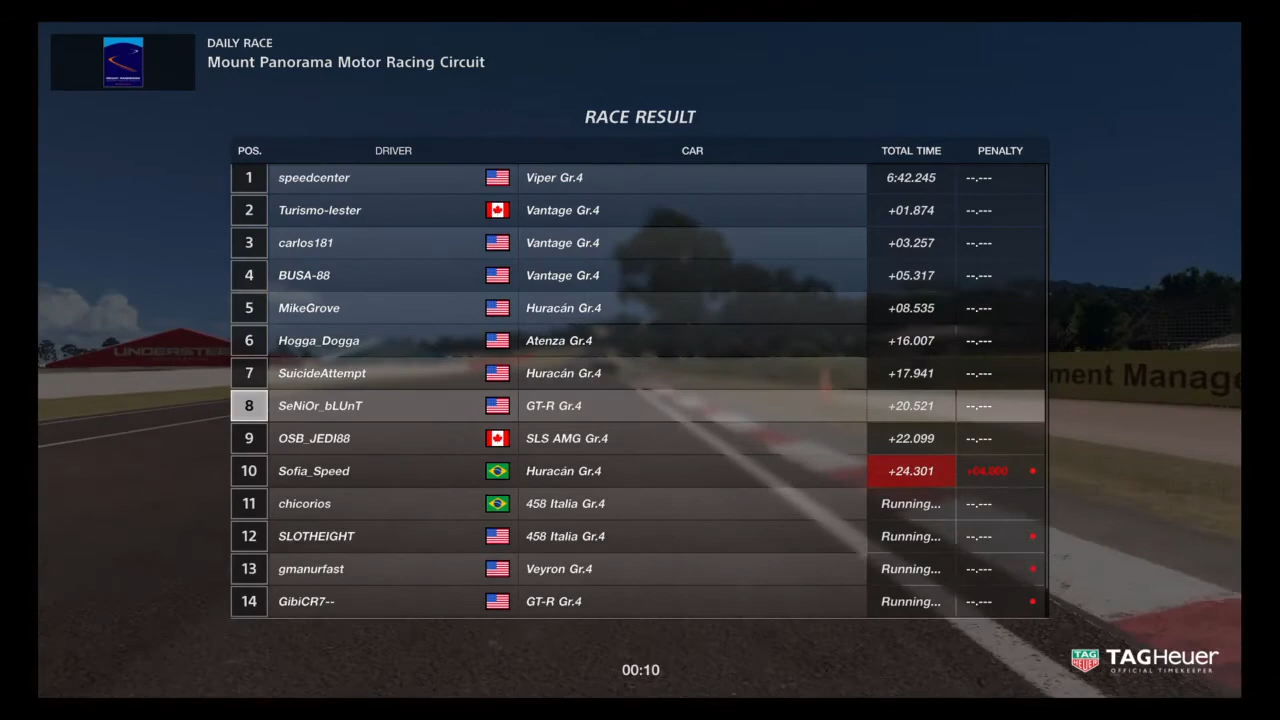 DAILY RACE
Mount Panorama Motor Racing Circuit
RACE RESULT
POS. DRIVER CAR TOTAL TIME PENALTY
1 speedcenter Viper Gr.4 6:42.245 --.---
2 Turismo-lester Vantage Gr.4 +01.874 --.---
3 carlos181 Vantage Gr.4 +03.257 --.---
4 BUSA-88 Vantage Gr.4 +05.317 --.---
5 MikeGrove Huracán Gr.4 +08.535 --.---
6 Hogga_Dogga Atenza Gr.4 +16.007 --.---
7 SuicideAttempt Huracán Gr.4 +17.941 --.---
8 SeNiOr_bLUnT GT-R Gr.4 +20.521 --.---
9 OSB_JEDI88 SLS AMG Gr.4 +22.099 --.---
10 Sofia_Speed Huracán Gr.4 +24.301 +04.000
11 chicorios 458 Italia Gr.4 Running... --.---
12 SLOTHEIGHT 458 Italia Gr.4 Running... --.---
13 gmanurfast Veyron Gr.4 Running... --.---
14 GibiCR7-- GT-R Gr.4 Running... --.---
UNDERSTEE
ment Manage
00:10
TAG HEUER TAGHeuer
OFFICIAL TIMEKEEPER